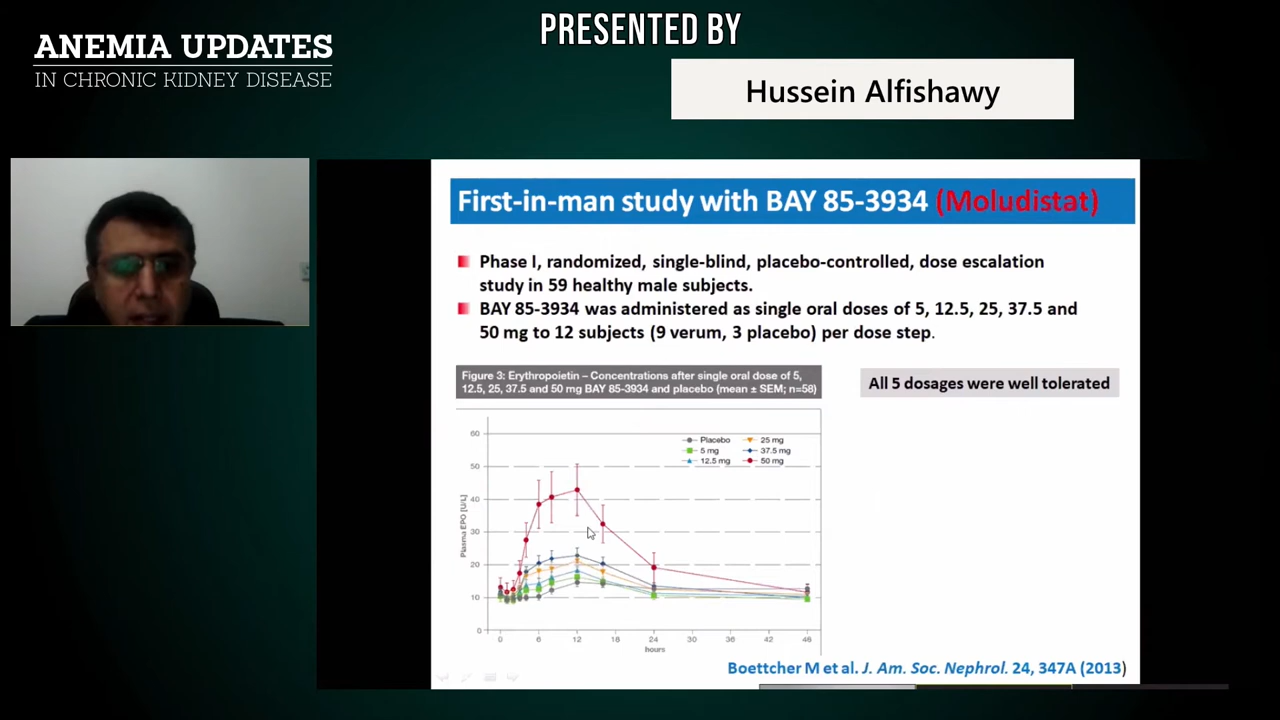 PRESENTED BY
ANEMIA UPDATES
IN CHRONIC KIDNEY DISEASE
Hussein Alfishawy
First-in-man study with BAY 85-3934 (Moludistat)
Phase I, randomized, single-blind, placebo-controlled, dose escalation
study in 59 healthy male subjects.
BAY 85-3934 was administered as single oral doses of 5, 12.5, 25, 37.5 and
50 mg to 12 subjects (9 verum, 3 placebo) per dose step.
Figure 3: Erythropoietin – Concentrations after single oral dose of 5,
12.5, 25, 37.5 and 50 mg BAY 85-3934 and placebo (mean ± SEM; n=58)
All 5 dosages were well tolerated
Placebo 25 mg
5 mg 37.5 mg
12.5 mg 50 mg
60
50
40
30
20
10
0
Plasma EPO [U/L]
0 6 12 18 24 30 36 42 48
hours
Boettcher M et al. J. Am. Soc. Nephrol. 24, 347A (2013)